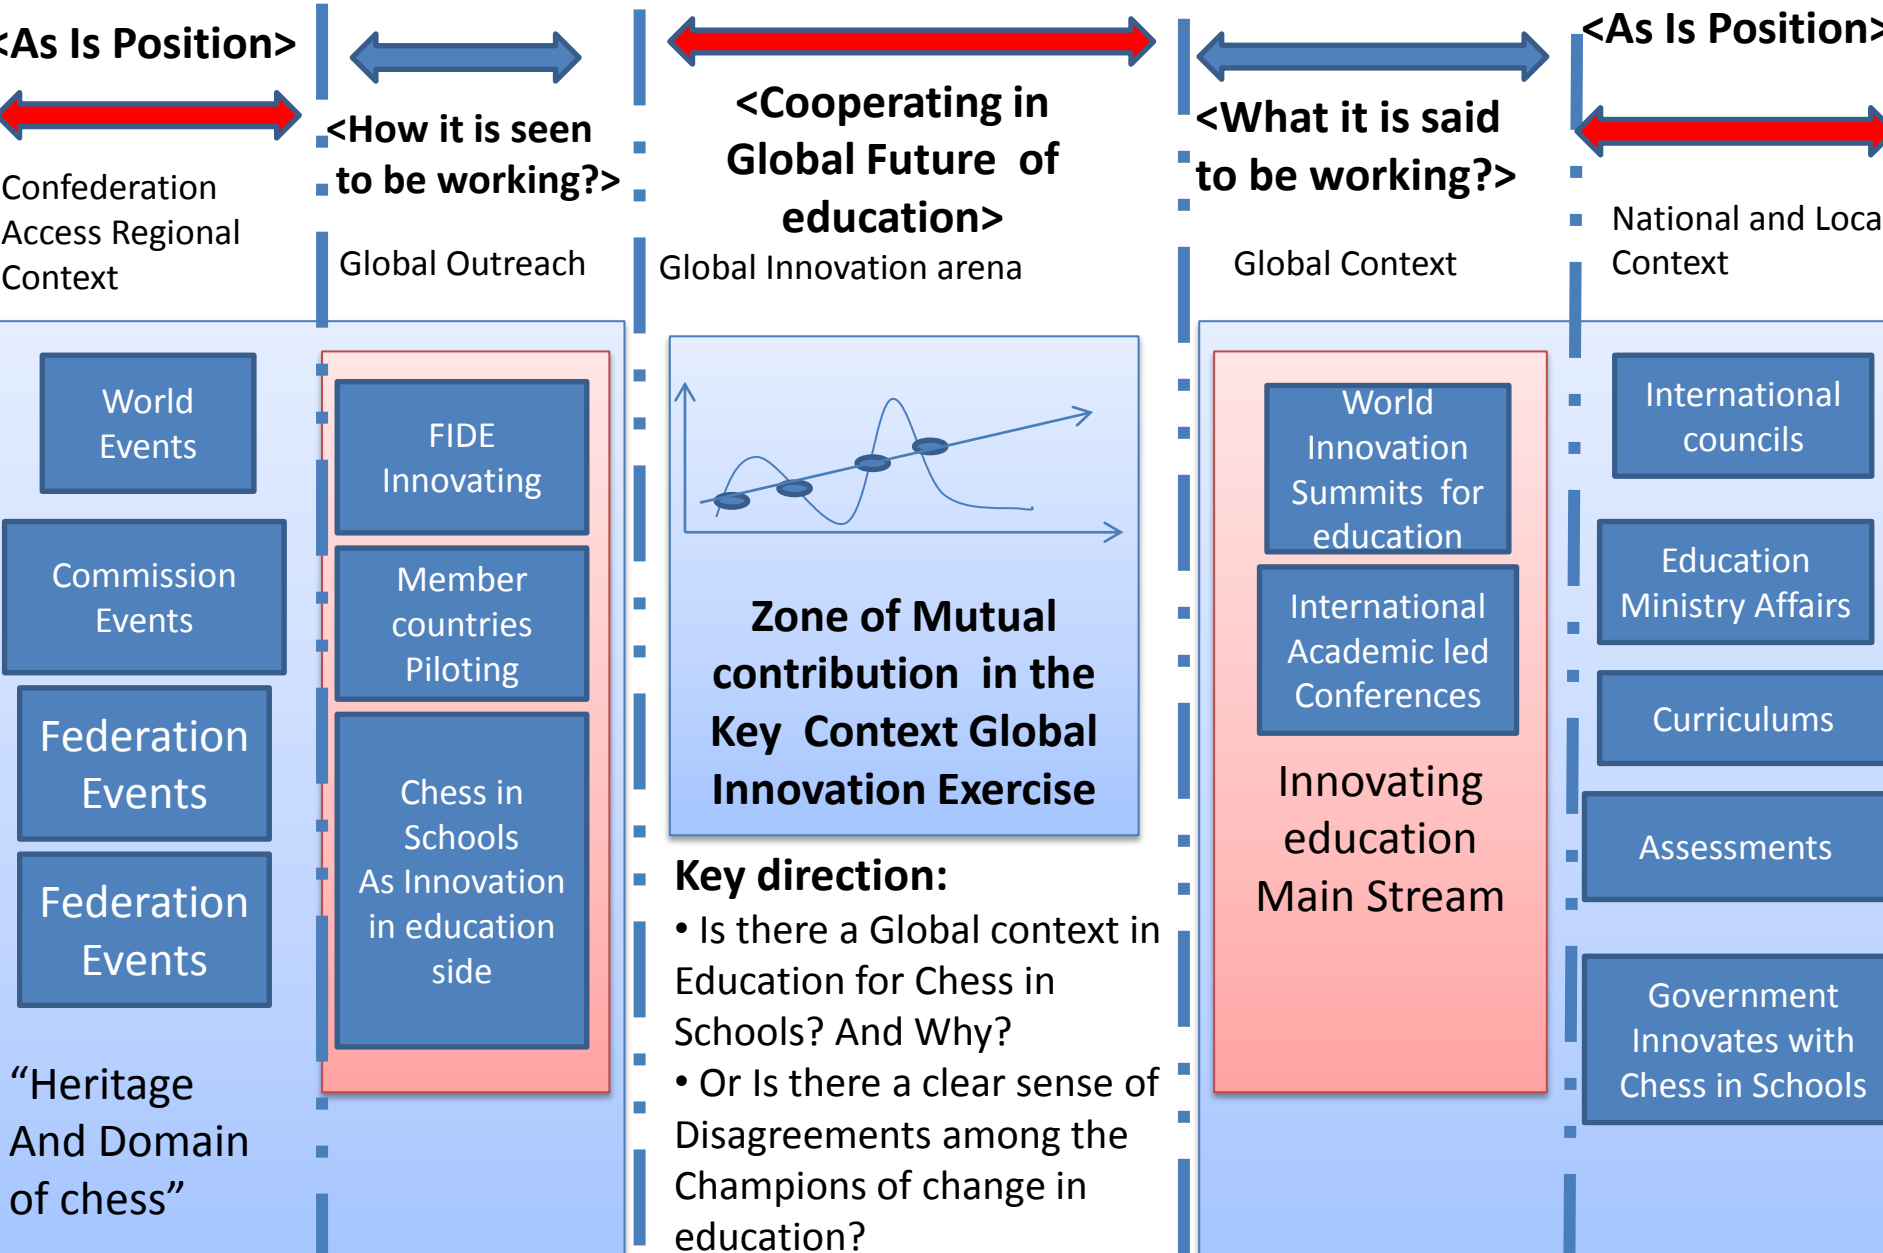 <As Is Position>
Confederation
Access Regional
Context
World
Events
Commission
Events
Federation
Events
Federation
Events
“Heritage
And Domain
of chess”
<How it is seen
to be working?>
Global Outreach
FIDE
Innovating
Member
countries
Piloting
Chess in
Schools
As Innovation
in education
side
<Cooperating in
Global Future of
education>
Global Innovation arena
Zone of Mutual
contribution in the
Key Context Global
Innovation Exercise
Key direction:
• Is there a Global context in
Education for Chess in
Schools? And Why?
• Or Is there a clear sense of
Disagreements among the
Champions of change in
education?
<What it is said
to be working?>
Global Context
World
Innovation
Summits for
education
International
Academic led
Conferences
Innovating
education
Main Stream
<As Is Position>
National and Loca
Context
International
councils
Education
Ministry Affairs
Curriculums
Assessments
Government
Innovates with
Chess in Schools